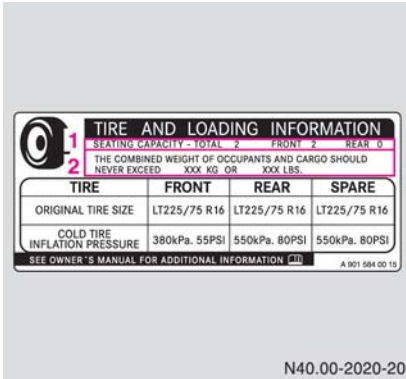 TIRE AND LOADING INFORMATION
1 SEATING CAPACITY - TOTAL 2 FRONT 2 REAR 0
2 THE COMBINED WEIGHT OF OCCUPANTS AND CARGO SHOULD
NEVER EXCEED XXX KG OR XXX LBS.
TIRE FRONT REAR SPARE
ORIGINAL TIRE SIZE LT225/75 R16 LT225/75 R16 LT225/75 R16
COLD TIRE
INFLATION PRESSURE 380kPa. 55PSI 550kPa. 80PSI 550kPa. 80PSI
SEE OWNER'S MANUAL FOR ADDITIONAL INFORMATION A 901 584 00 15
N40.00-2020-20